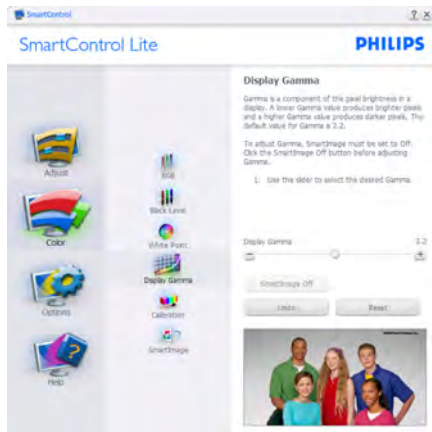 SmartControl
? x
SmartControl Lite
PHILIPS
Adjust
Color
Options
Help
RGB
Black Level
White Point
Display Gamma
Calibration
SmartImage
Display Gamma
Gamma is a component of this panel brightness in a
display. A lower Gamma value produces brighter pixels
and a higher Gamma value produces darker pixels. The
default value for Gamma is 2.2.
To adjust Gamma, SmartImage must be set to Off.
Click the SmartImage Off button before adjusting
Gamma.
1. Use the slider to select this desired Gamma.
Display Gamma 2.2
SmartImage Off
Undo
Reset